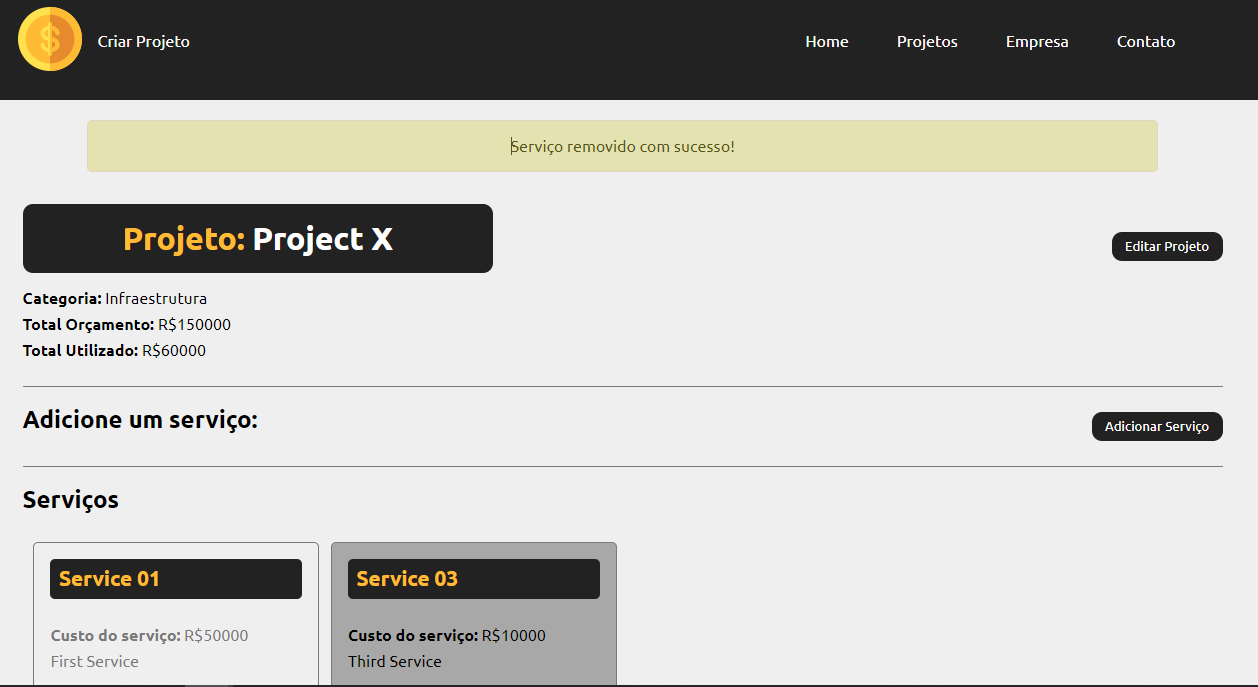 Criar Projeto
Home
Projetos
Empresa
Contato
Serviço removido com sucesso!
Projeto: Project X
Editar Projeto
Categoria: Infraestrutura
Total Orçamento: R$150000
Total Utilizado: R$60000
Adicione um serviço:
Adicionar Serviço
Serviços
Service 01
Custo do serviço: R$50000
First Service
Service 03
Custo do serviço: R$10000
Third Service